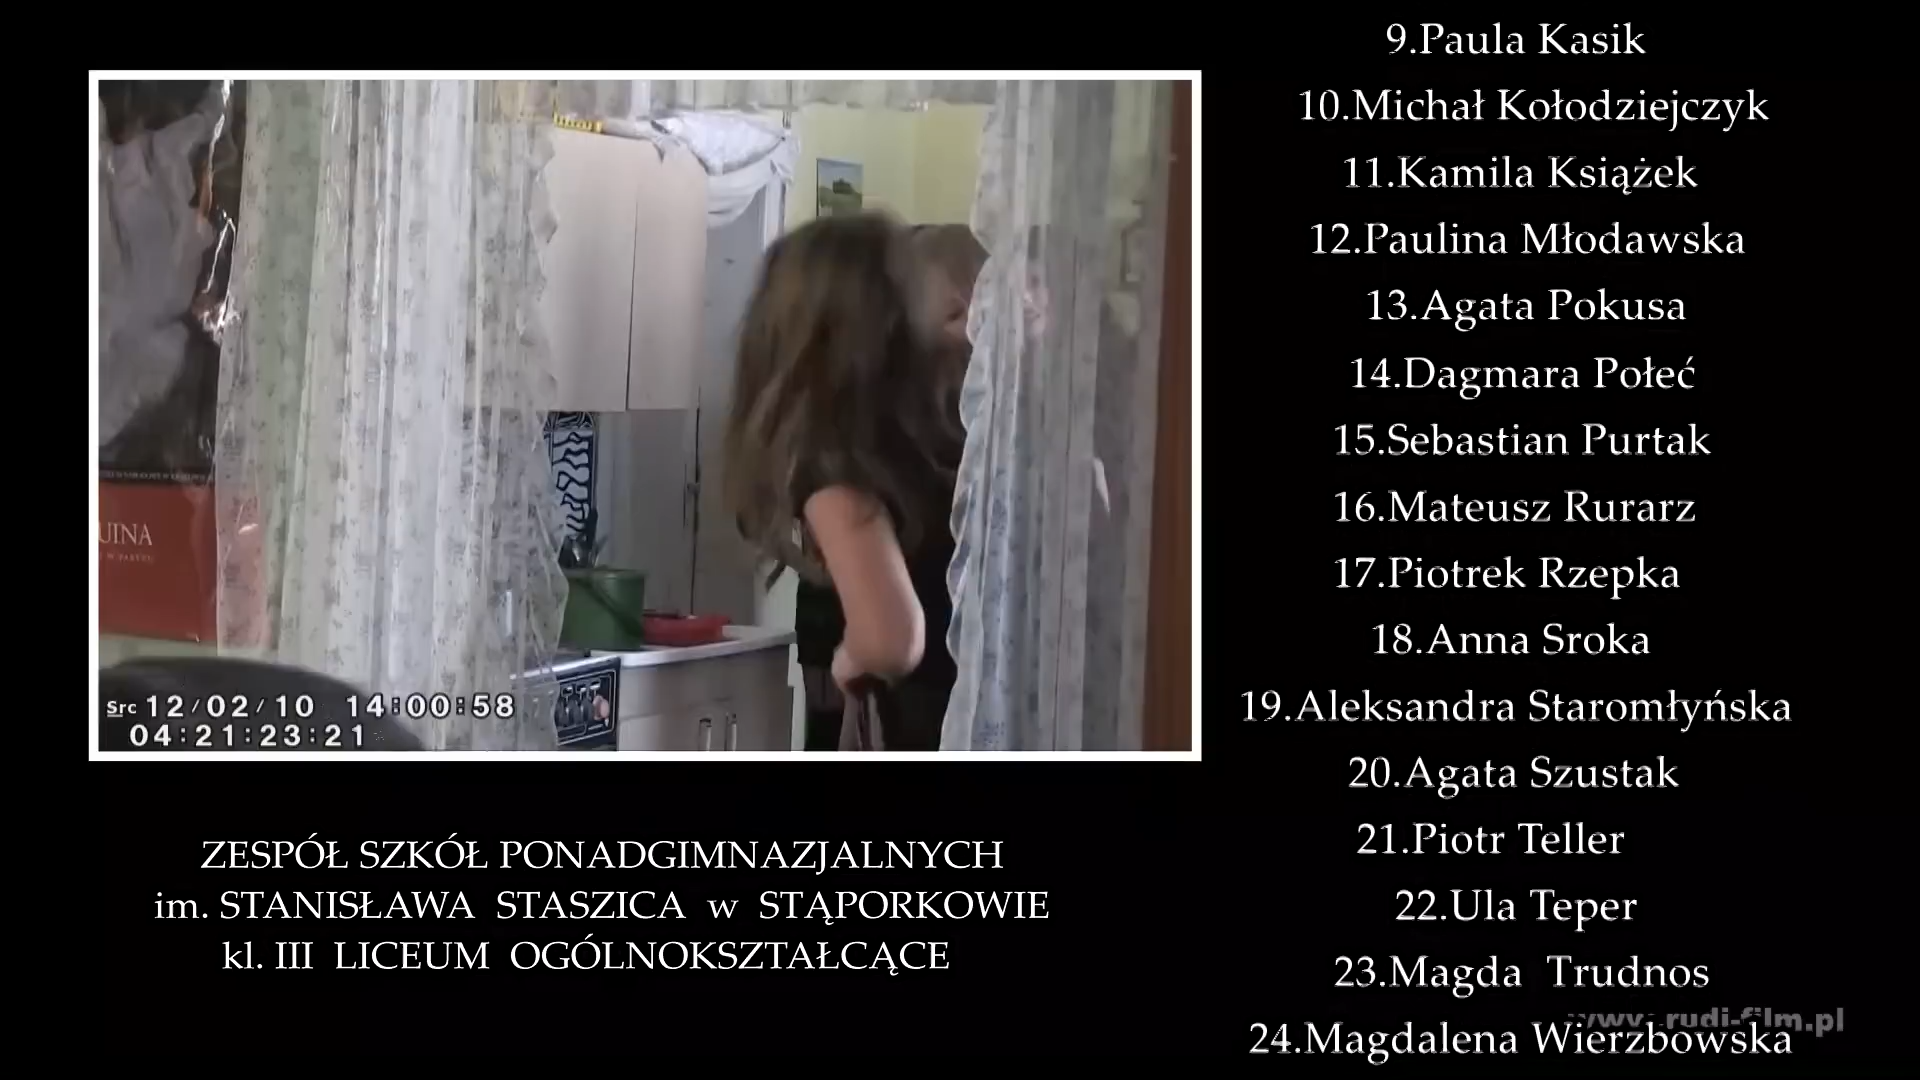 9.Paula Kasik
10.Michał Kołodziejczyk
11.Kamila Książek
12.Paulina Młodawska
13.Agata Pokusa
14.Dagmara Połeć
15.Sebastian Purtak
16.Mateusz Rurarz
17.Piotrek Rzepka
18.Anna Sroka
19.Aleksandra Staromłyńska
20.Agata Szustak
21.Piotr Teller
22.Ula Teper
23.Magda Trudnos
24.Magdalena Wierzbowska
www.rudi-film.pl
UINA
Src 12/02/10 14:00:58
04:21:23:21
ZESPÓŁ SZKÓŁ PONADGIMNAZJALNYCH
im. STANISŁAWA STASZICA w STĄPORKOWIE
kl. III LICEUM OGÓLNOKSZTAŁCĄCE